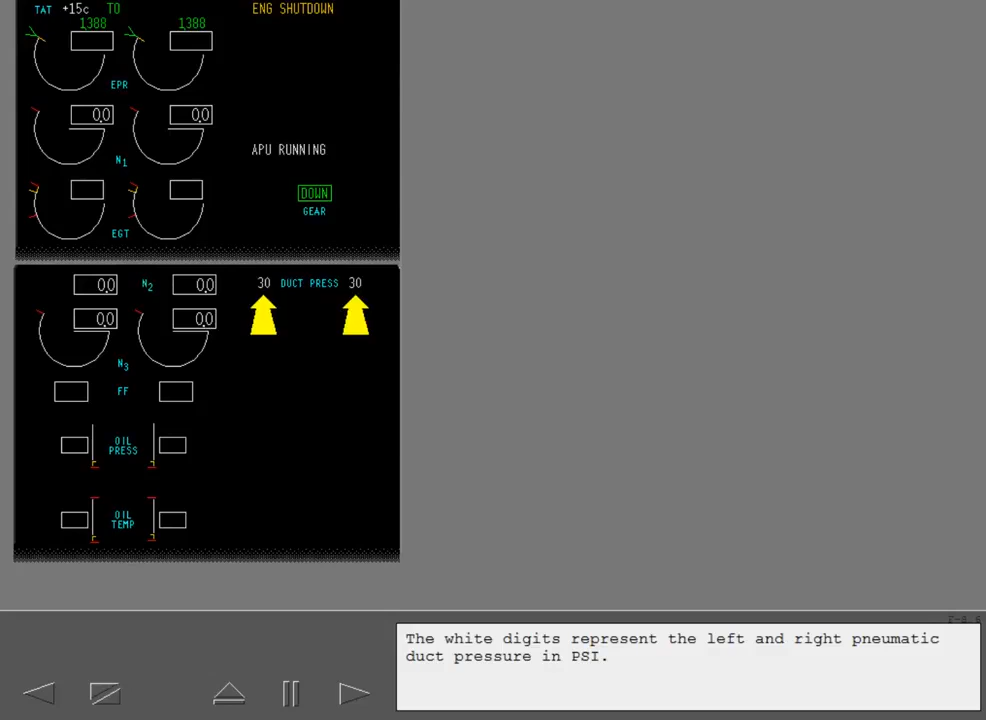 TAT +15c TO
ENG SHUTDOWN
1388 1388
EPR
0.0 0.0
N1
APU RUNNING
DOWN
GEAR
EGT
0.0 N2 0.0
30 DUCT PRESS 30
0.0 0.0
N3
FF
OIL
PRESS
OIL
TEMP
The white digits represent the left and right pneumatic
duct pressure in PSI.